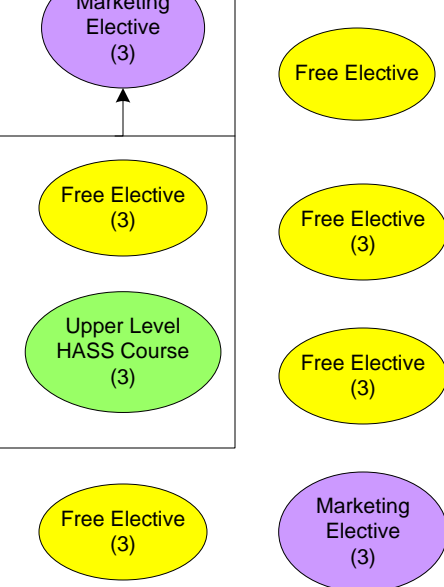 Marketing
Elective
(3)
Free Elective
Free Elective
(3)
Free Elective
(3)
Upper Level
HASS Course
(3)
Free Elective
(3)
Free Elective
(3)
Marketing
Elective
(3)